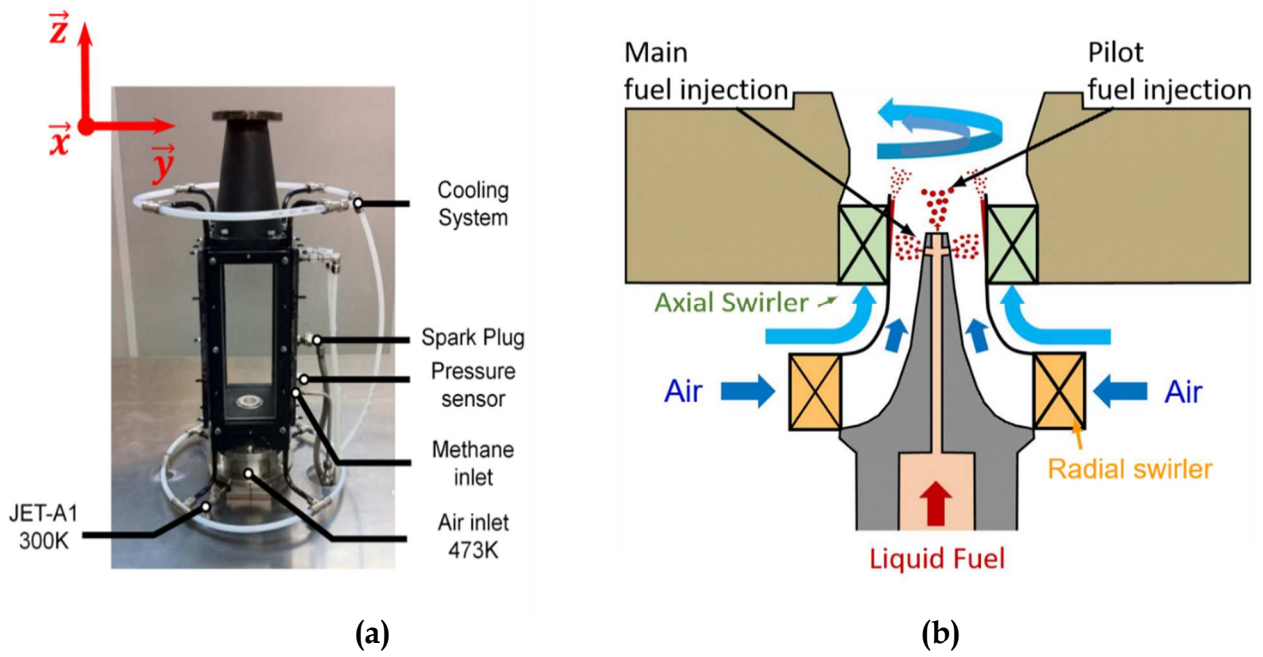 z
x
y
Cooling
System
Spark Plug
Pressure
sensor
Methane
inlet
Air inlet
473K
JET-A1
300K
(a)
Main
fuel injection
Pilot
fuel injection
Axial Swirler
Air
Air
Radial swirler
Liquid Fuel
(b)